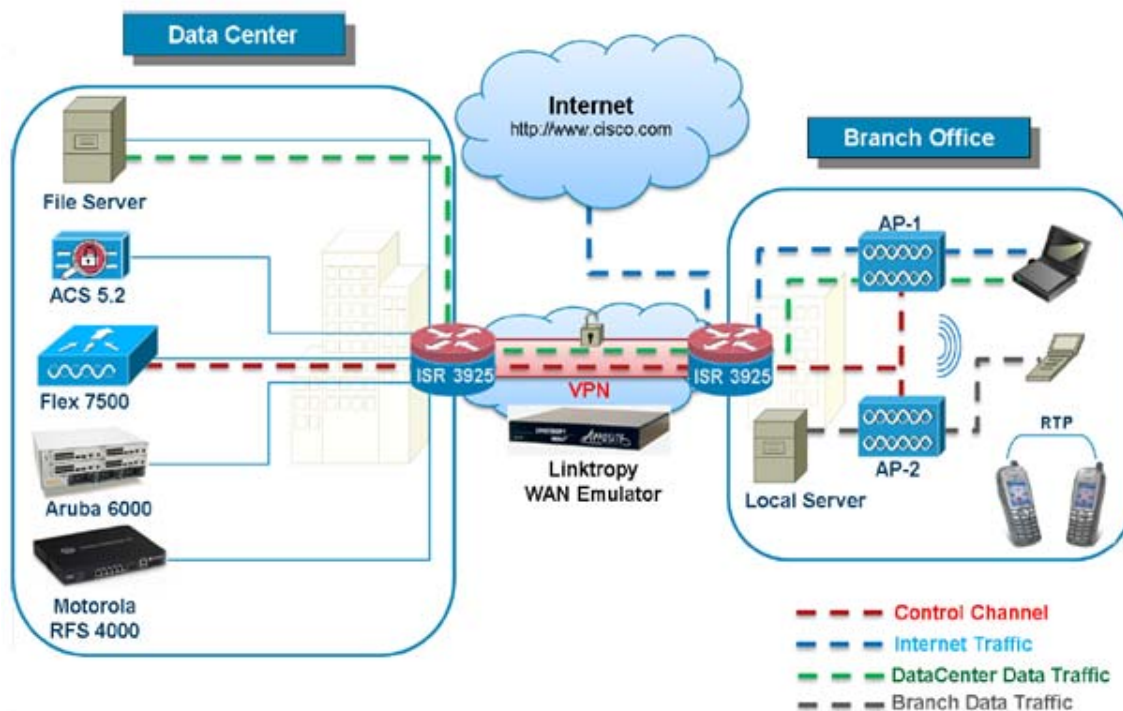 Data Center
Internet
http://www.cisco.com
Branch Office
File Server
AP-1
ACS 5.2
ISR 3925
ISR 3925
Flex 7500
VPN
RTP
AP-2
Linktropy
WAN Emulator
Local Server
Aruba 6000
Motorola
RFS 4000
Control Channel
Internet Traffic
DataCenter Data Traffic
Branch Data Traffic